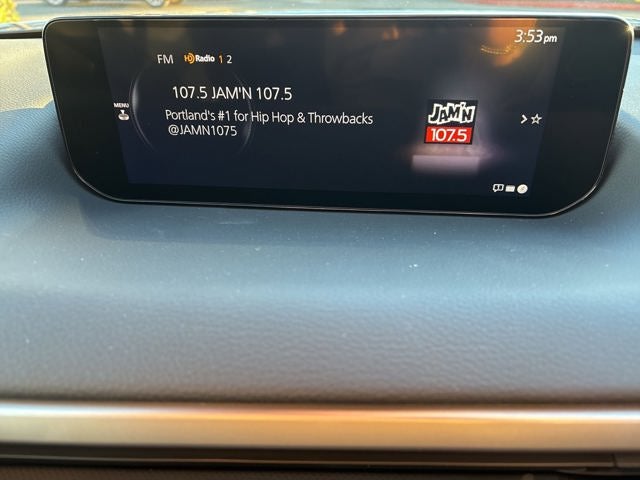 3:53pm
FM HD Radio 1 2
107.5 JAM'N 107.5
MENU
Portland's #1 for Hip Hop & Throwbacks
@JAMN1075
JAM'N
107.5